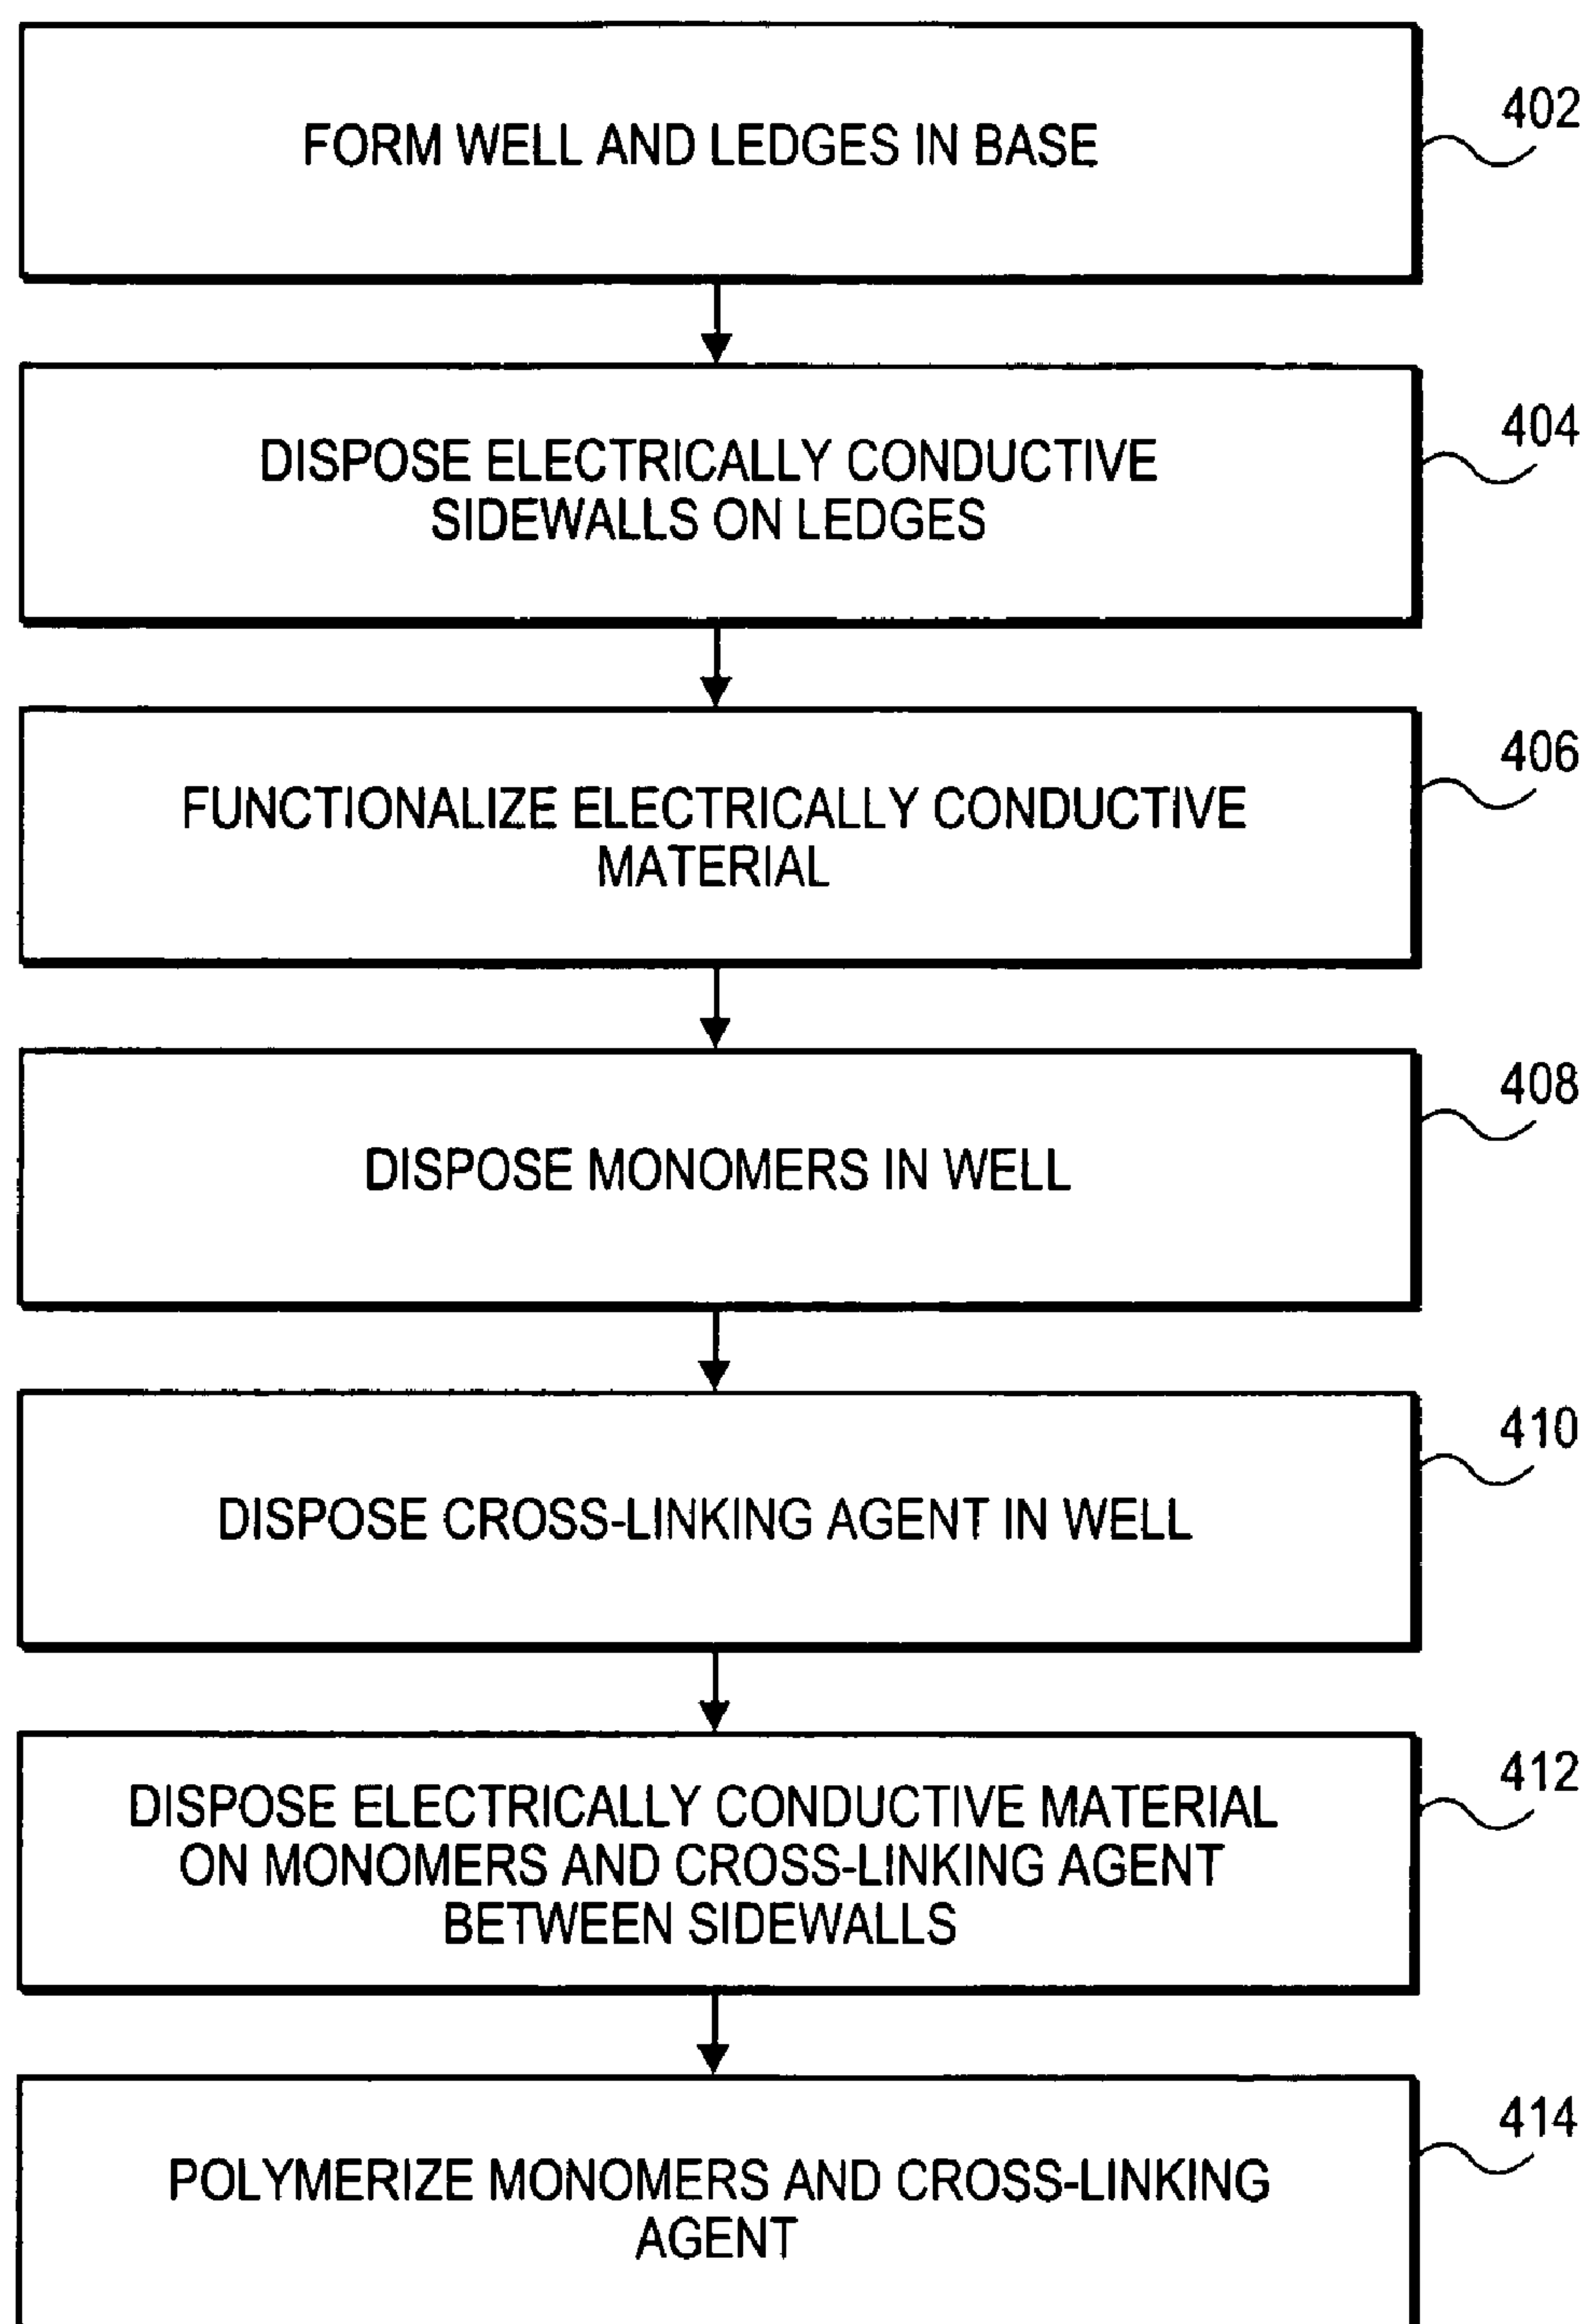 FORM WELL AND LEDGES IN BASE
402
DISPOSE ELECTRICALLY CONDUCTIVE
SIDEWALLS ON LEDGES
404
FUNCTIONALIZE ELECTRICALLY CONDUCTIVE
MATERIAL
406
DISPOSE MONOMERS IN WELL
408
DISPOSE CROSS-LINKING AGENT IN WELL
410
DISPOSE ELECTRICALLY CONDUCTIVE MATERIAL
ON MONOMERS AND CROSS-LINKING AGENT
BETWEEN SIDEWALLS
412
POLYMERIZE MONOMERS AND CROSS-LINKING
AGENT
414